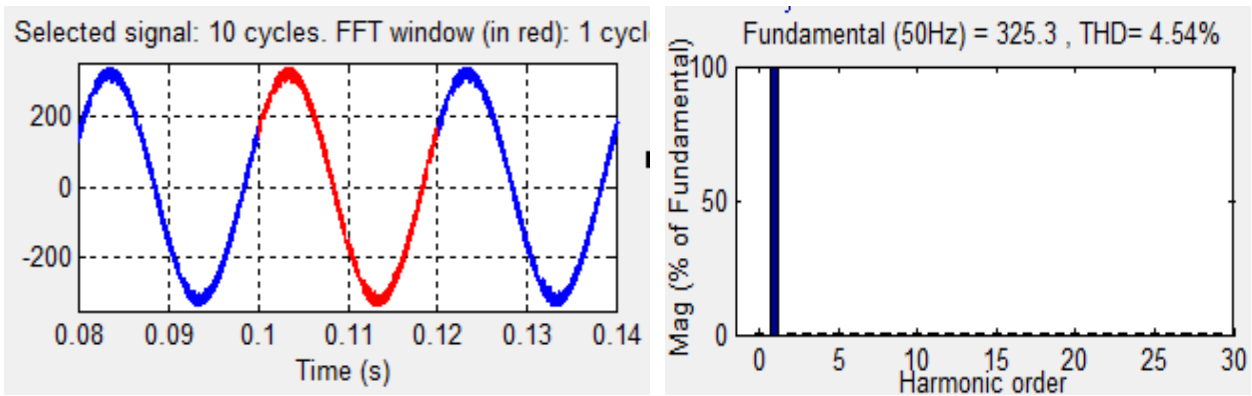 Selected signal: 10 cycles. FFT window (in red): 1 cycl
200
0
-200
0.08 0.09 0.1 0.11 0.12 0.13 0.14
Time (s)
Fundamental (50Hz) = 325.3 , THD= 4.54%
Mag (% of Fundamental)
100
50
0
0 5 10 15 20 25 30
Harmonic order